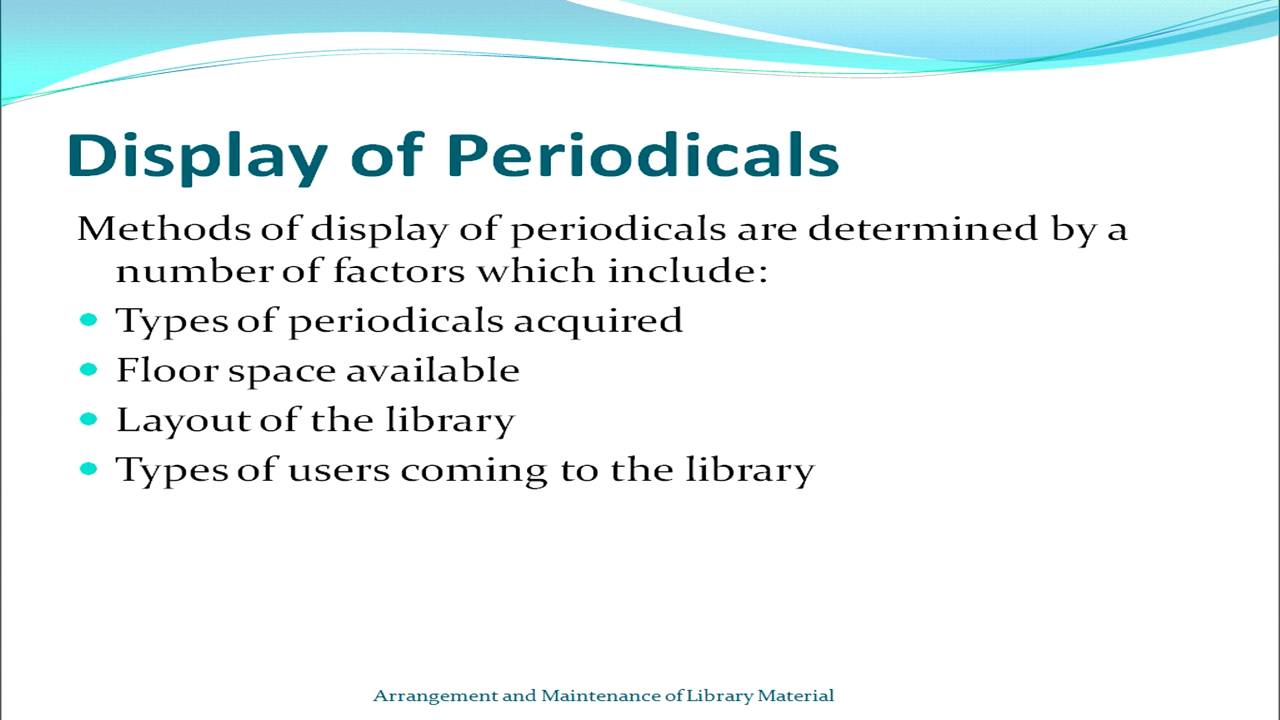 Display of Periodicals
Methods of display of periodicals are determined by a
number of factors which include:
Types of periodicals acquired
Floor space available
Layout of the library
Types of users coming to the library
Arrangement and Maintenance of Library Material